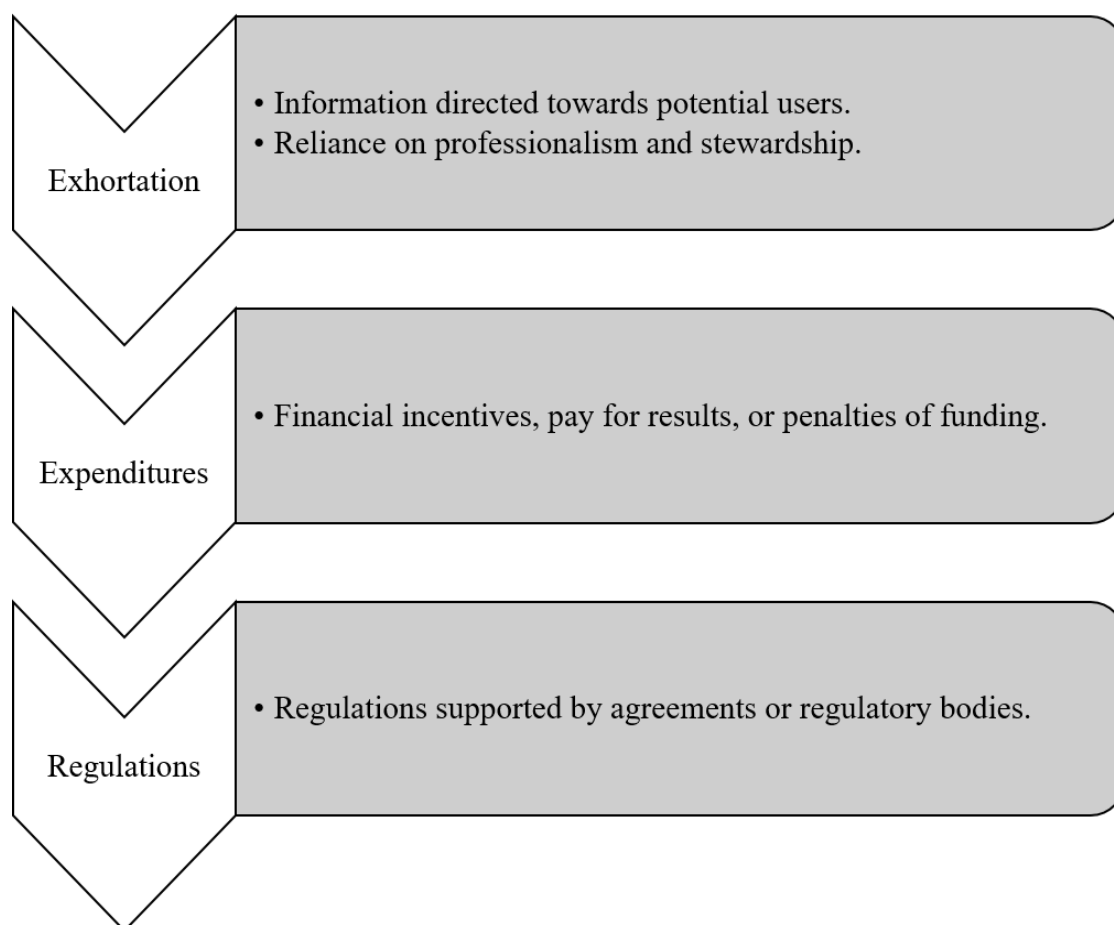 • Information directed towards potential users.
• Reliance on professionalism and stewardship.
Exhortation
• Financial incentives, pay for results, or penalties of funding.
Expenditures
• Regulations supported by agreements or regulatory bodies.
Regulations